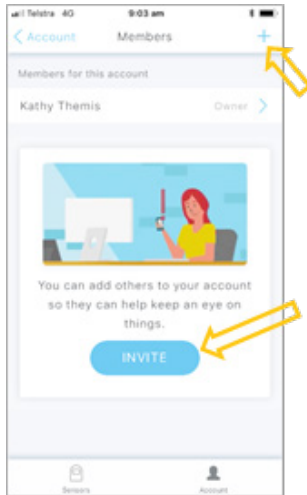 Telstra 4G 9:03 am
Account Members +
Members for this account
Kathy Themis Owner
You can add others to your account
so they can help keep an eye on
things.
INVITE
Sensors Account